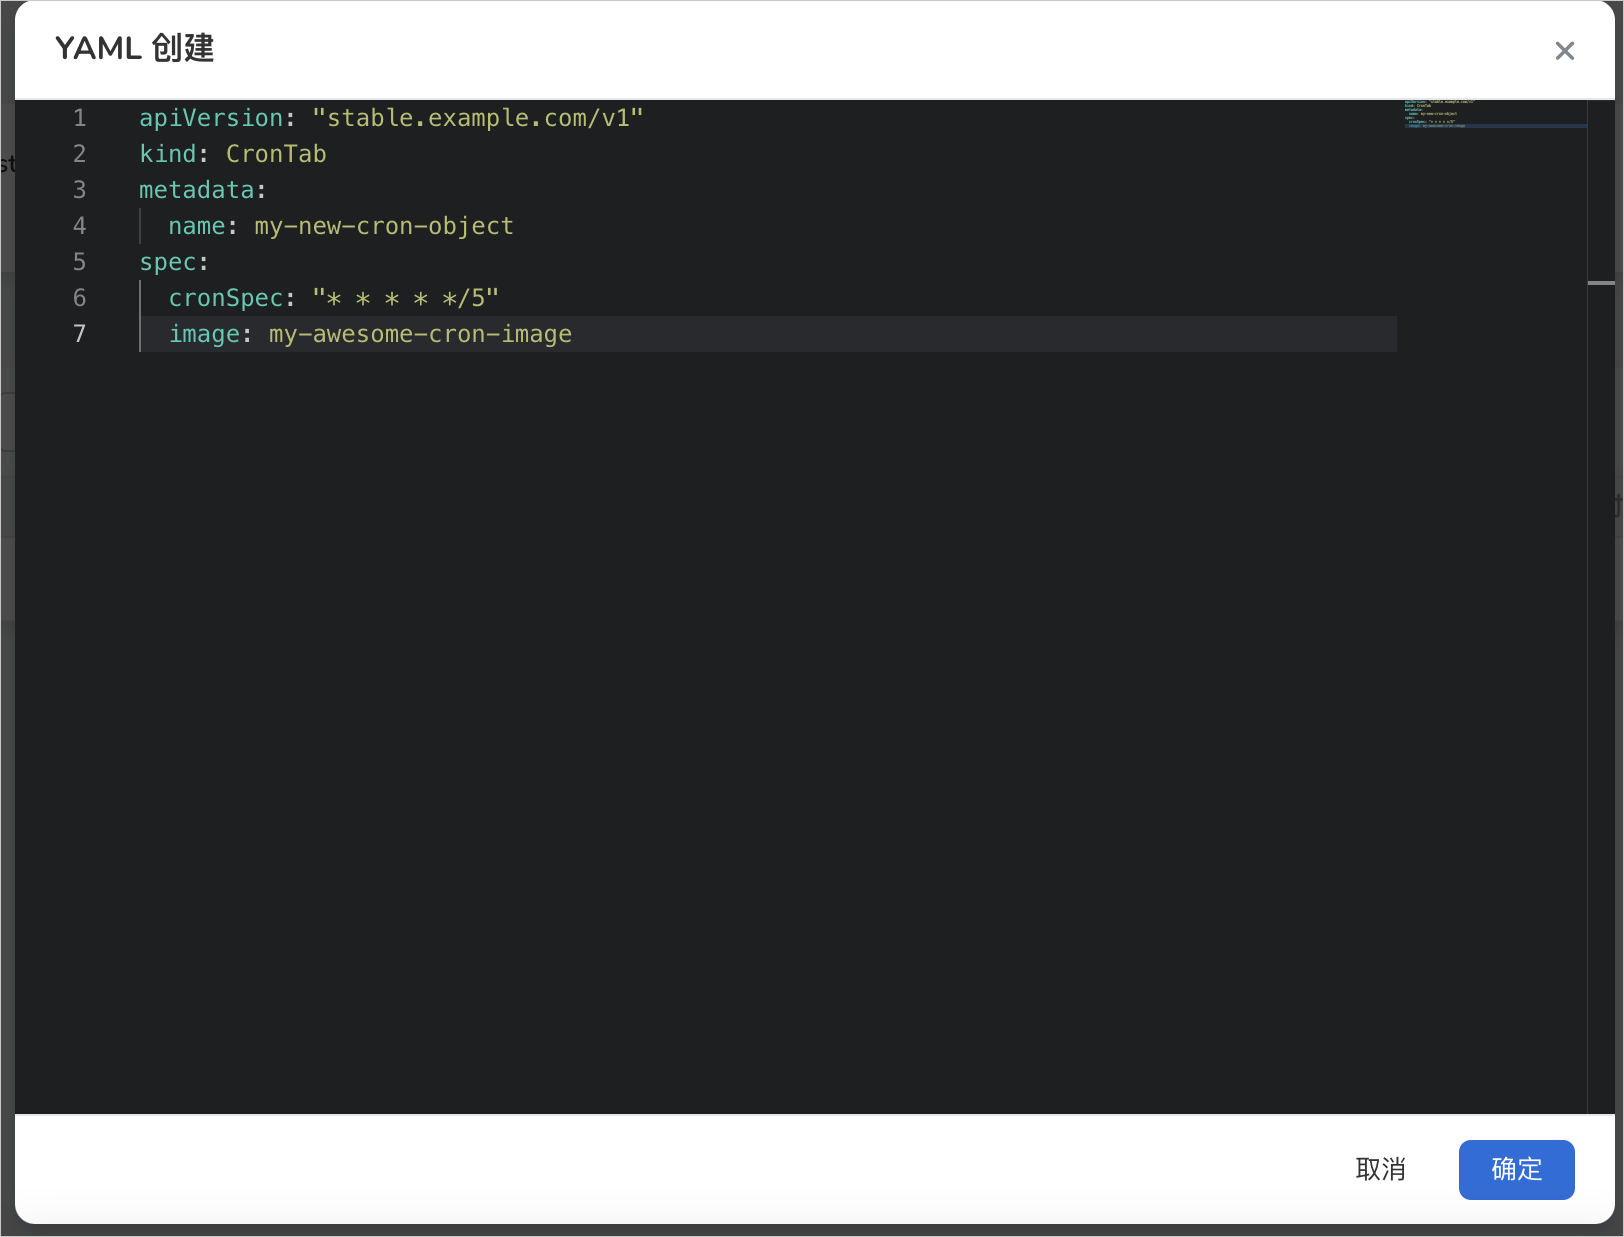 YAML 创建
1 apiVersion: "stable.example.com/v1"
2 kind: CronTab
3 metadata:
4   name: my-new-cron-object
5 spec:
6   cronSpec: "* * * * */5"
7   image: my-awesome-cron-image
st
取消 确定